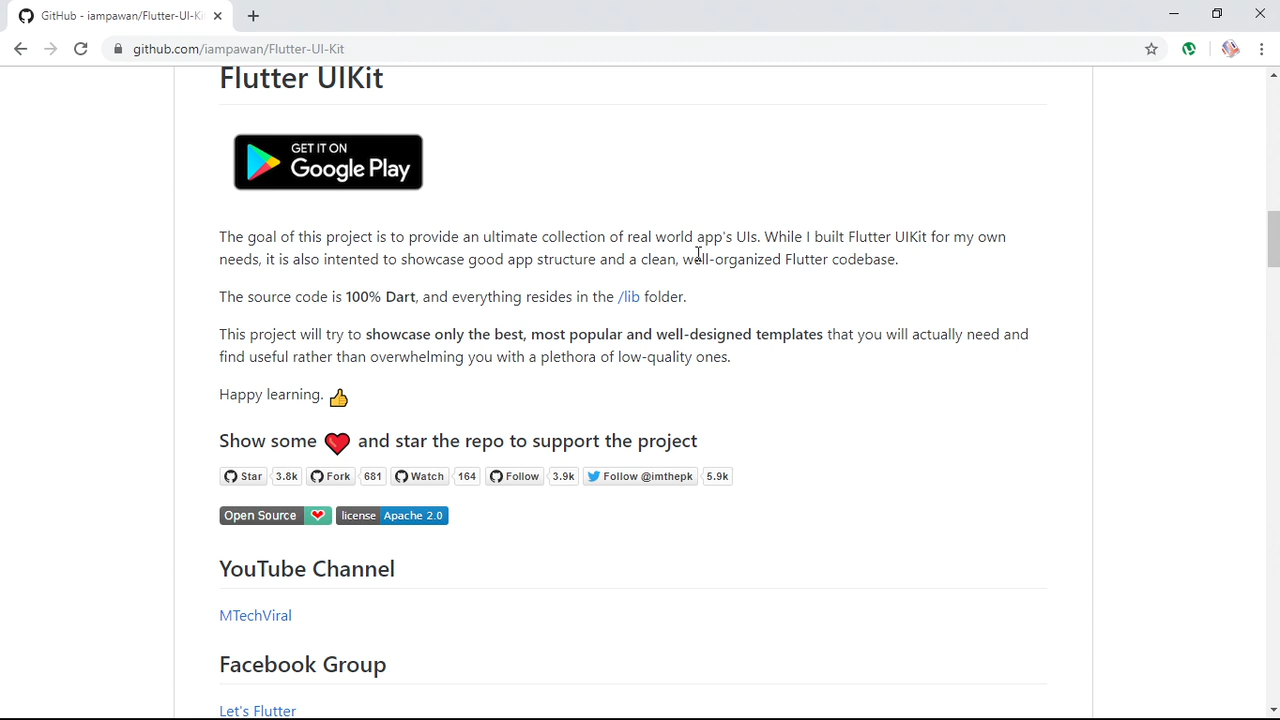 GitHub - iampawan/Flutter-UI-Ki
github.com/iampawan/Flutter-UI-Kit
Flutter UIKit
GET IT ON
Google Play
The goal of this project is to provide an ultimate collection of real world app's UIs. While I built Flutter UIKit for my own
needs, it is also intented to showcase good app structure and a clean, well-organized Flutter codebase.
The source code is 100% Dart, and everything resides in the /lib folder.
This project will try to showcase only the best, most popular and well-designed templates that you will actually need and
find useful rather than overwhelming you with a plethora of low-quality ones.
Happy learning.
Show some and star the repo to support the project
Star 3.8k Fork 681 Watch 164 Follow 3.9k Follow @imthepk 5.9k
Open Source license Apache 2.0
YouTube Channel
MTechViral
Facebook Group
Let's Flutter